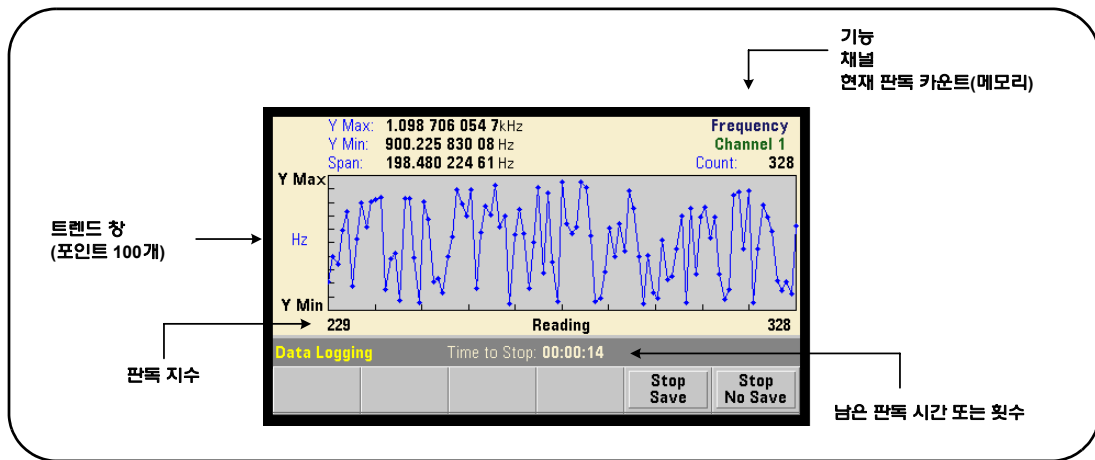 기능
채널
현재 판독 카운트(메모리)
Y Max: 1.098 706 054 7kHz
Frequency
Y Min: 900.225 830 08 Hz
Channel 1
Span: 198.480 224 61 Hz
Count: 328
Y Max
트렌드 창
(포인트 100개)
Hz
Y Min
229
Reading
328
Data Logging
Time to Stop: 00:00:14
판독 지수
Stop
Save
Stop
No Save
남은 판독 시간 또는 횟수